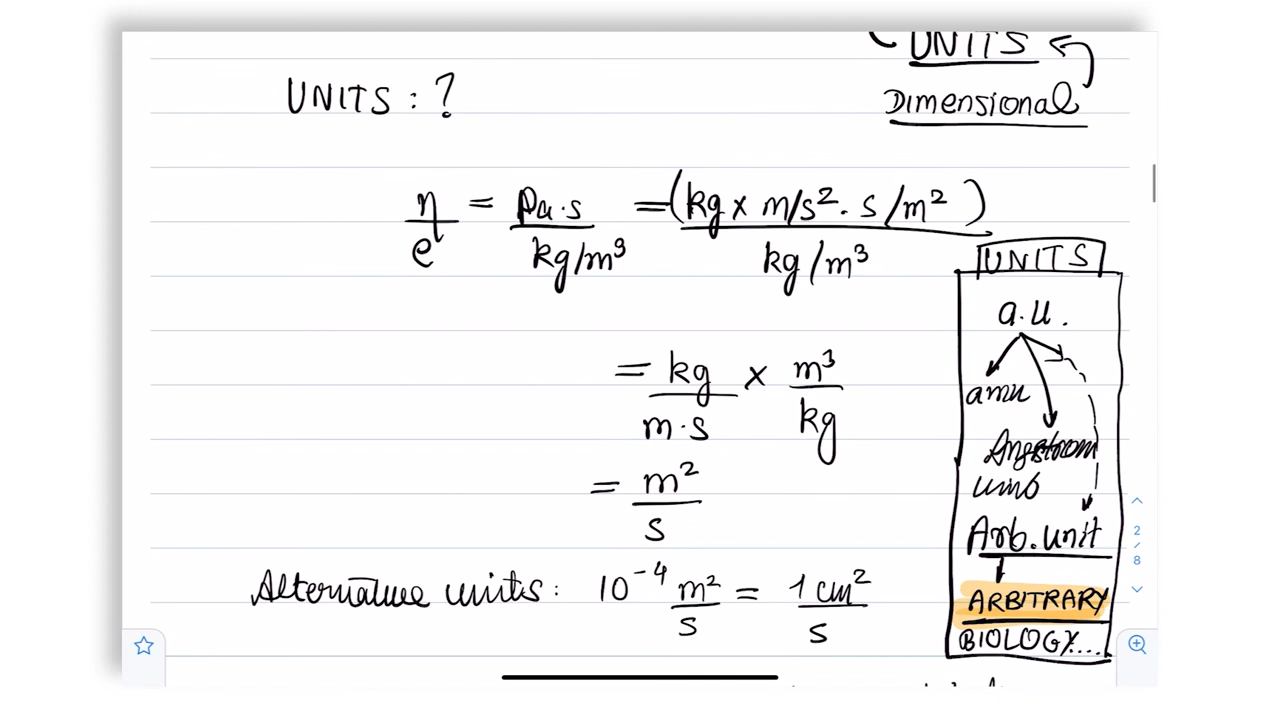 UNITS
Dimensional
UNITS : ?
η/ρ = Pa·s / kg/m³ = (kg x m/s² · s/m²) / kg/m³
= kg/m·s x m³/kg
= m²/s
Alternative units : 10⁻⁴ m²/s = 1 cm²/s
UNITS
a.u.
amu
Angstrom
units
Arb. unit
ARBITRARY
BIOLOGY....
2
/
8